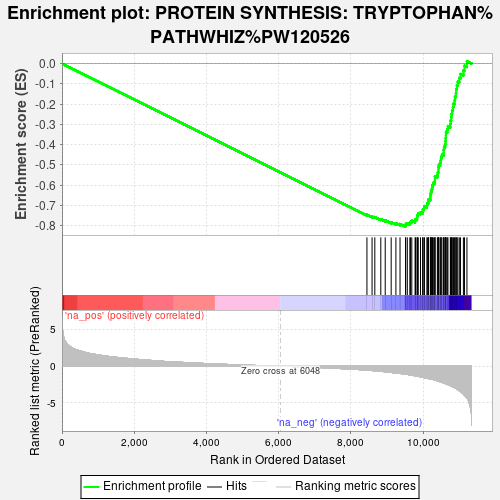 Enrichment plot: PROTEIN SYNTHESIS: TRYPTOPHAN%
PATHWHIZ%PW120526
Enrichment score (ES)
0.0
-0.1
-0.2
-0.3
-0.4
-0.5
-0.6
-0.7
-0.8
'na_pos' (positively correlated)
Ranked list metric (PreRanked)
5
0
-5
Zero cross at 6048
'na_neg' (negatively correlated)
0
2,000
4,000
6,000
8,000
10,000
Rank in Ordered Dataset
Enrichment profile
Hits
Ranking metric scores